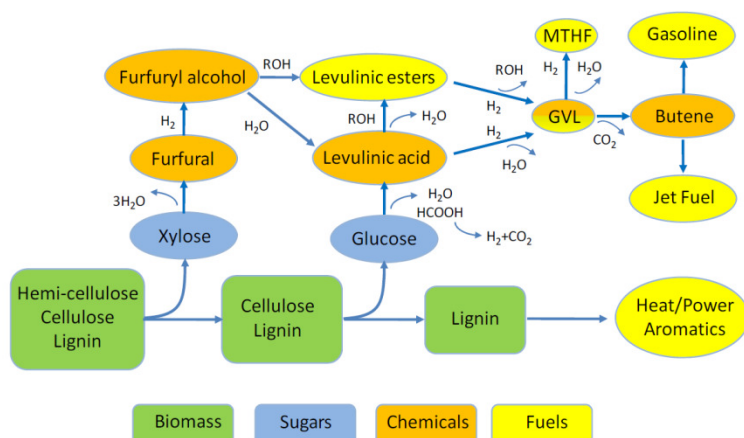 MTHF
Gasoline
Furfuryl alcohol
ROH
Levulinic esters
ROH
H₂
H₂O
H₂
H₂O
ROH
H₂O
H₂
GVL
CO₂
Butene
H₂
Furfural
Levulinic acid
H₂O
3H₂O
H₂O
HCOOH
H₂+CO₂
Jet Fuel
Xylose
Glucose
Hemi-cellulose
Cellulose
Lignin
Cellulose
Lignin
Lignin
Heat/Power
Aromatics
Biomass
Sugars
Chemicals
Fuels